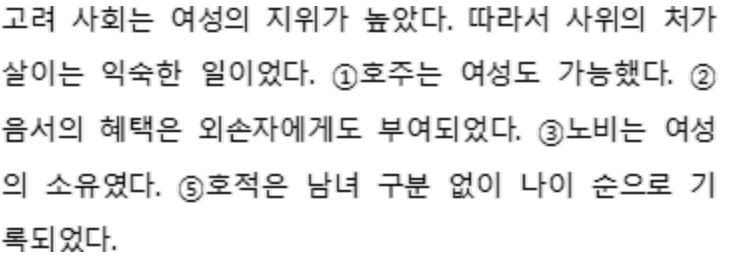 고려 사회는 여성의 지위가 높았다. 따라서 사위의 처가
살이는 익숙한 일이었다. ①호주는 여성도 가능했다. ②
음서의 혜택은 외손자에게도 부여되었다. ③노비는 여성
의 소유였다. ⑤호적은 남녀 구분 없이 나이 순으로 기
록되었다.